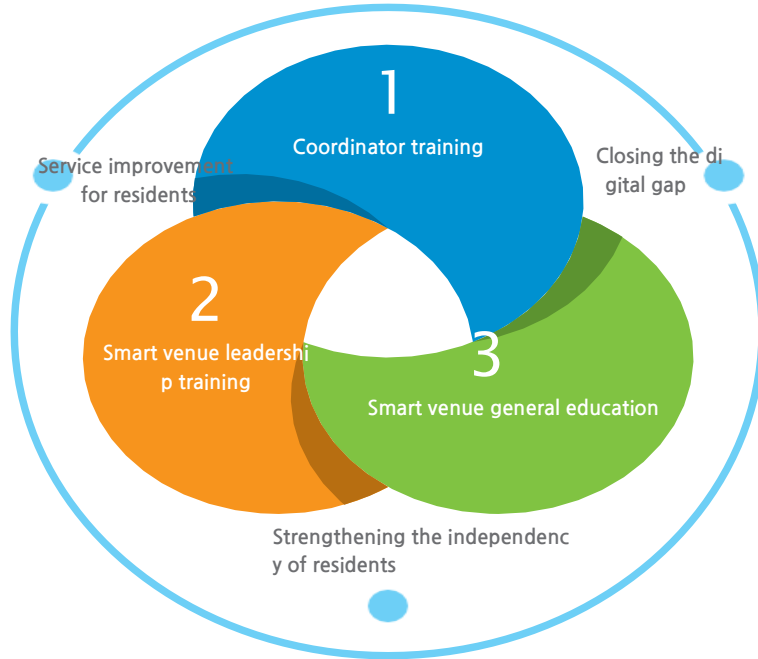 1
Coordinator training
Service improvement
for residents
Closing the di
gital gap
2
Smart venue leadershi
p training
3
Smart venue general education
Strengthening the independenc
y of residents